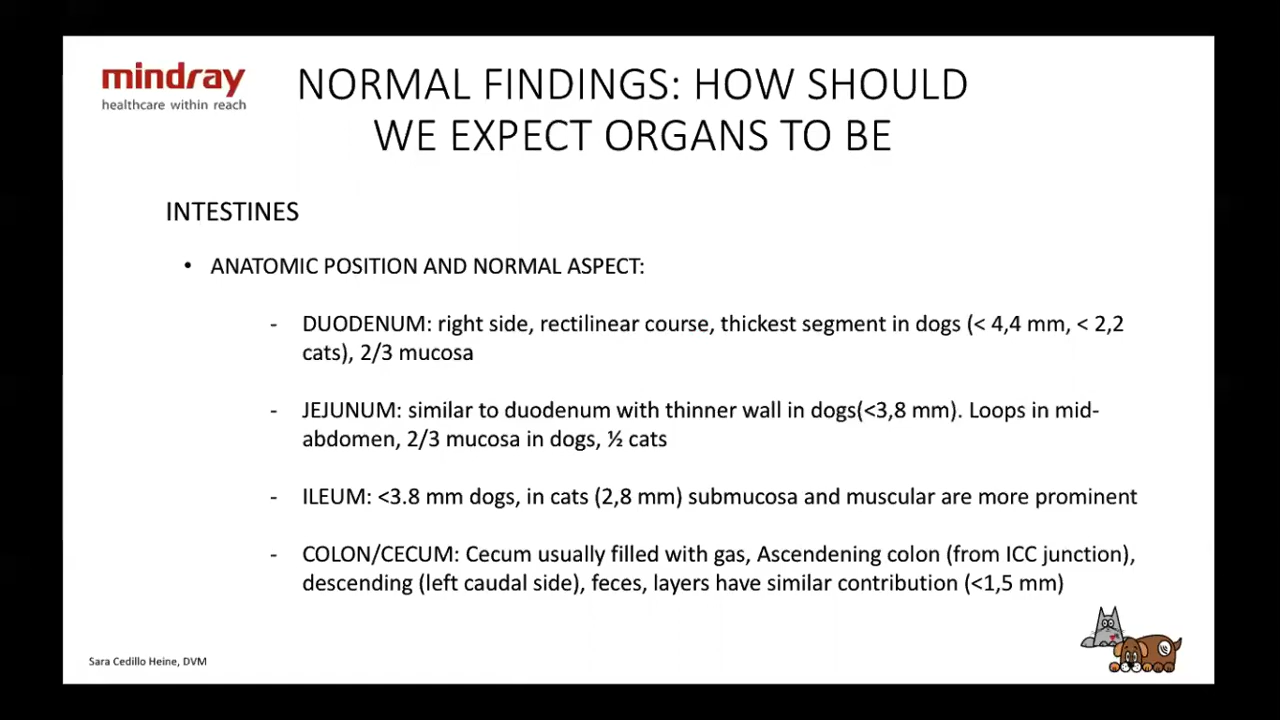 mindray
healthcare within reach
NORMAL FINDINGS: HOW SHOULD
WE EXPECT ORGANS TO BE
INTESTINES
• ANATOMIC POSITION AND NORMAL ASPECT:
- DUODENUM: right side, rectilinear course, thickest segment in dogs (< 4,4 mm, < 2,2
cats), 2/3 mucosa
- JEJUNUM: similar to duodenum with thinner wall in dogs(<3,8 mm). Loops in mid-
abdomen, 2/3 mucosa in dogs, ½ cats
- ILEUM: <3.8 mm dogs, in cats (2,8 mm) submucosa and muscular are more prominent
- COLON/CECUM: Cecum usually filled with gas, Ascendening colon (from ICC junction),
descending (left caudal side), feces, layers have similar contribution (<1,5 mm)
Sara Cedillo Heine, DVM